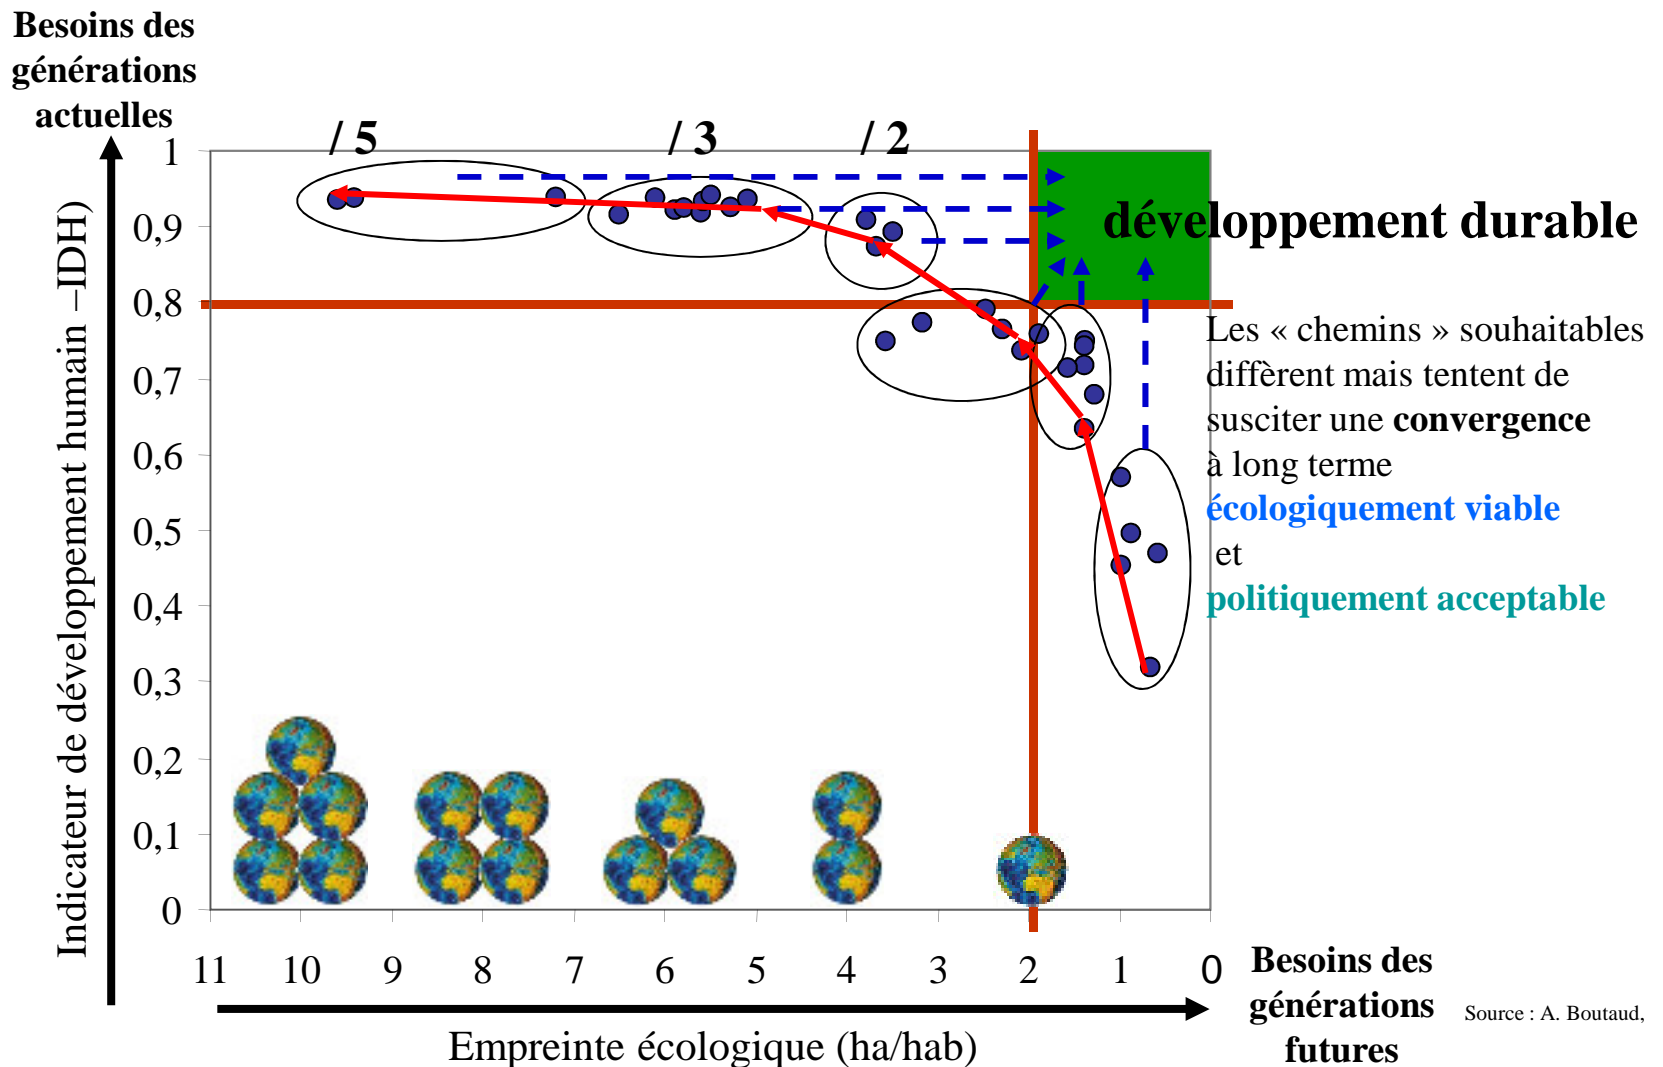 Besoins des
générations
actuelles
/ 5
/ 3
/ 2
1
0,9
0,8
0,7
0,6
0,5
0,4
0,3
0,2
0,1
0
Indicateur de développement humain –IDH)
développement durable
Les « chemins » souhaitables
diffèrent mais tentent de
susciter une convergence
à long terme
écologiquement viable
et
politiquement acceptable
11 10 9 8 7 6 5 4 3 2 1 0
Empreinte écologique (ha/hab)
Besoins des
générations
futures
Source : A. Boutaud,